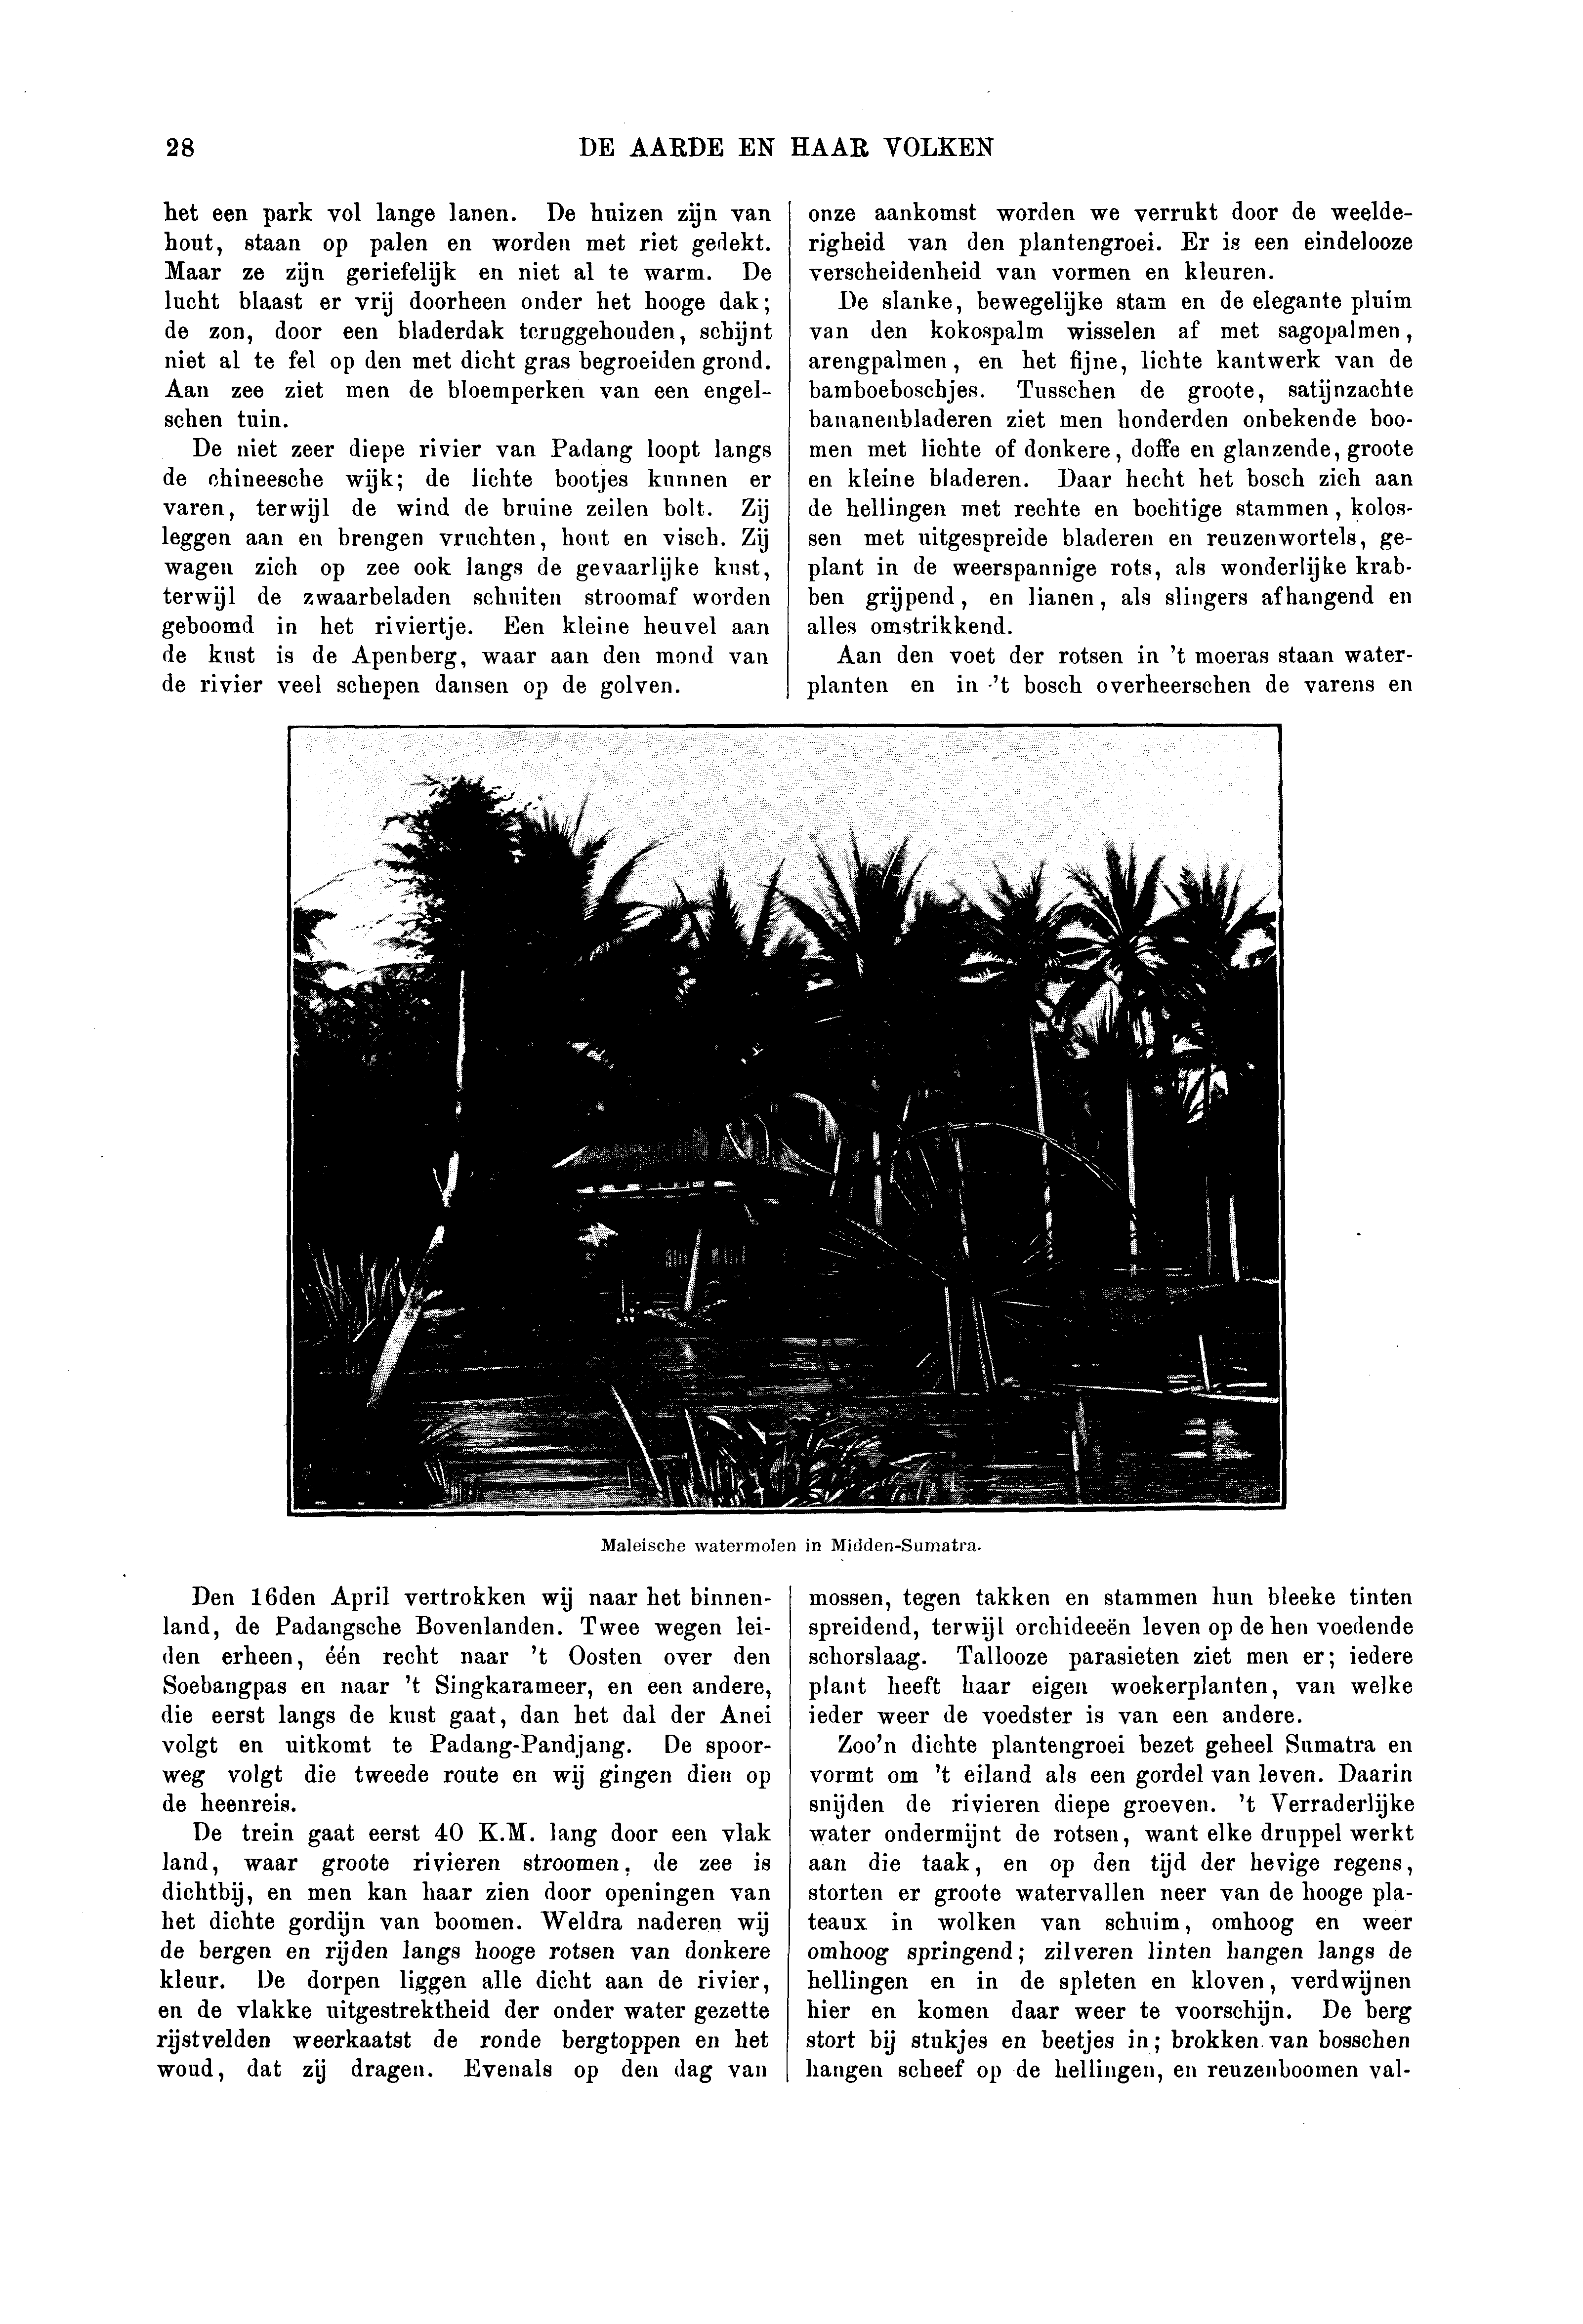 28
DE AARDE EN HAAR VOLKEN
het een park vol lange lanen. De huizen zijn van
hout, staan op palen en worden met riet gedekt.
Maar ze zijn geriefelijk en niet al te warm. De
lucht blaast er vrij doorheen onder het hooge dak;
de zon, door een bladerdak teruggehouden, schijnt
niet al te fel op den met dicht gras begroeiden grond.
Aan zee ziet men de bloemperken van een engel-
schen tuin.
De niet zeer diepe rivier van Padang loopt langs
de chineesche wijk; de lichte bootjes kunnen er
varen, terwijl de wind de bruine zeilen bolt. Zij
leggen aan en brengen vruchten, hout en visch. Zij
wagen zich op zee ook langs de gevaarlijke kust,
terwijl de zwaarbeladen schuiten stroomaf worden
geboomd in het riviertje. Een kleine heuvel aan
de kust is de Apenberg, waar aan den mond van
de rivier veel schepen dansen op de golven.
Den 16den April vertrokken wij naar het binnen-
land, de Padangsche Bovenlanden. Twee wegen lei-
den erheen, één recht naar 't Oosten over den
Soebangpas en naar 't Singkarameer, en een andere,
die eerst langs de kust gaat, dan het dal der Anei
volgt en uitkomt te Padang-Pandjang. De spoor-
weg volgt die tweede route en wij gingen dien op
de heenreis.
De trein gaat eerst 40 K.M. lang door een vlak
land, waar groote rivieren stroomen, de zee is
dichtbij, en men kan haar zien door openingen van
het dichte gordijn van boomen. Weldra naderen wij
de bergen en rijden langs hooge rotsen van donkere
kleur. De dorpen liggen alle dicht aan de rivier,
en de vlakke uitgestrektheid der onder water gezette
rijstvelden weerkaatst de ronde bergtoppen en het
woud, dat zij dragen. Evenals op den dag van
onze aankomst worden we verrukt door de weelde-
righeid van den plantengroei. Er is een eindelooze
verscheidenheid van vormen en kleuren.
De slanke, bewegelijke stam en de elegante pluim
van den kokospalm wisselen af met sagopalmen,
arengpalmen, en het fijne, lichte kantwerk van de
bamboeboschjes. Tusschen de groote, satijnzachte
bananenbladeren ziet men honderden onbekende boo-
men met lichte of donkere, doffe en glanzende, groote
en kleine bladeren. Daar hecht het bosch zich aan
de hellingen met rechte en bochtige stammen, kolos-
sen met uitgespreide bladeren en reuzenwortels, ge-
plant in de weerspannige rots, als wonderlijke krab-
ben grijpend, en lianen, als slingers afhangend en
alles omstrikkend.
Aan den voet der rotsen in 't moeras staan water-
planten en in 't bosch overheerschen de varens en
mossen, tegen takken en stammen hun bleeke tinten
spreidend, terwijl orchideeën leven op de hen voedende
schorslaag. Tallooze parasieten ziet men er; iedere
plant heeft haar eigen woekerplanten, van welke
ieder weer de voedster is van een andere.
Zoo'n dichte plantengroei bezet geheel Sumatra en
vormt om 't eiland als een gordel van leven. Daarin
snijden de rivieren diepe groeven. 't Verraderlijke
water ondermijnt de rotsen, want elke druppel werkt
aan die taak, en op den tijd der hevige regens,
storten er groote watervallen neer van de hooge pla-
teaux in wolken van schuim, omhoog en weer
omhoog springend; zilveren linten hangen langs de
hellingen en in de spleten en kloven, verdwijnen
hier en komen daar weer te voorschijn. De berg
stort bij stukjes en beetjes in; brokken van bosschen
hangen scheef op de hellingen, en reuzenboomen val-
Maleische watermolen in Midden-Sumatra.